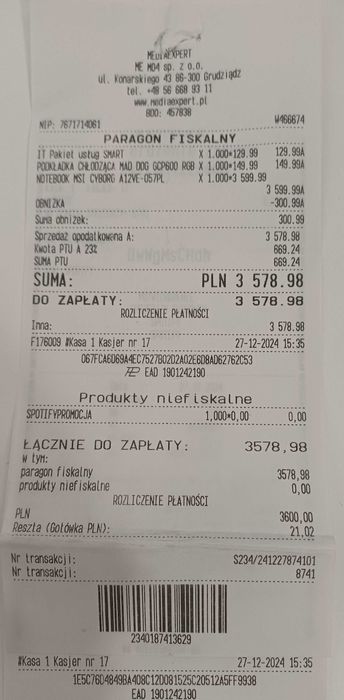 MEdiAEXPERT
ME M04 sp. z o.o.
ul. Konarskiego 43 86-300 Grudziądz
tel. +48 56 668 93 11
www.mediaexpert.pl
BDO: 457838
NIP: 7671714061 W466674
PARAGON FISKALNY
IT Pakiet usług SMART X 1.000*129.99 129.99A
PODKŁADKA CHŁODZĄCA MAD DOG GCP600 RGB X 1.000*149.99 149.99A
NOTEBOOK MSI CYBORG A12VE-057PL X 1.000*3 599.99
3 599.99A
OBNIŻKA -300.99A
Suma obniżek: 300.99
Sprzedaż opodatkowana A: 3 578.98
Kwota PTU A 23% 669.24
SUMA PTU 669.24
SUMA: PLN 3 578.98
DO ZAPŁATY: 3 578.98
ROZLICZENIE PŁATNOŚCI
Inna: 3 578.98
F176009 #Kasa 1 Kasjer nr 17 27-12-2024 15:35
067FCA6D69A4EC7527B02D2A02E6D8AD62762C53
EAD 1901242190
Produkty niefiskalne
SPOTIFYPROMOCJA 1,000*0,00 0,00
ŁĄCZNIE DO ZAPŁATY: 3578,98
w tym:
paragon fiskalny 3578,98
produkty niefiskalne 0,00
ROZLICZENIE PŁATNOŚCI
PLN 3600,00
Reszta (Gotówka PLN): 21,02
Nr transakcji: S234/241227874101
Nr transakcji: 8741
2340187413629
#Kasa 1 Kasjer nr 17 27-12-2024 15:35
1E5C76D4849BA408C12D081525C20512A5FF9938
EAD 1901242190